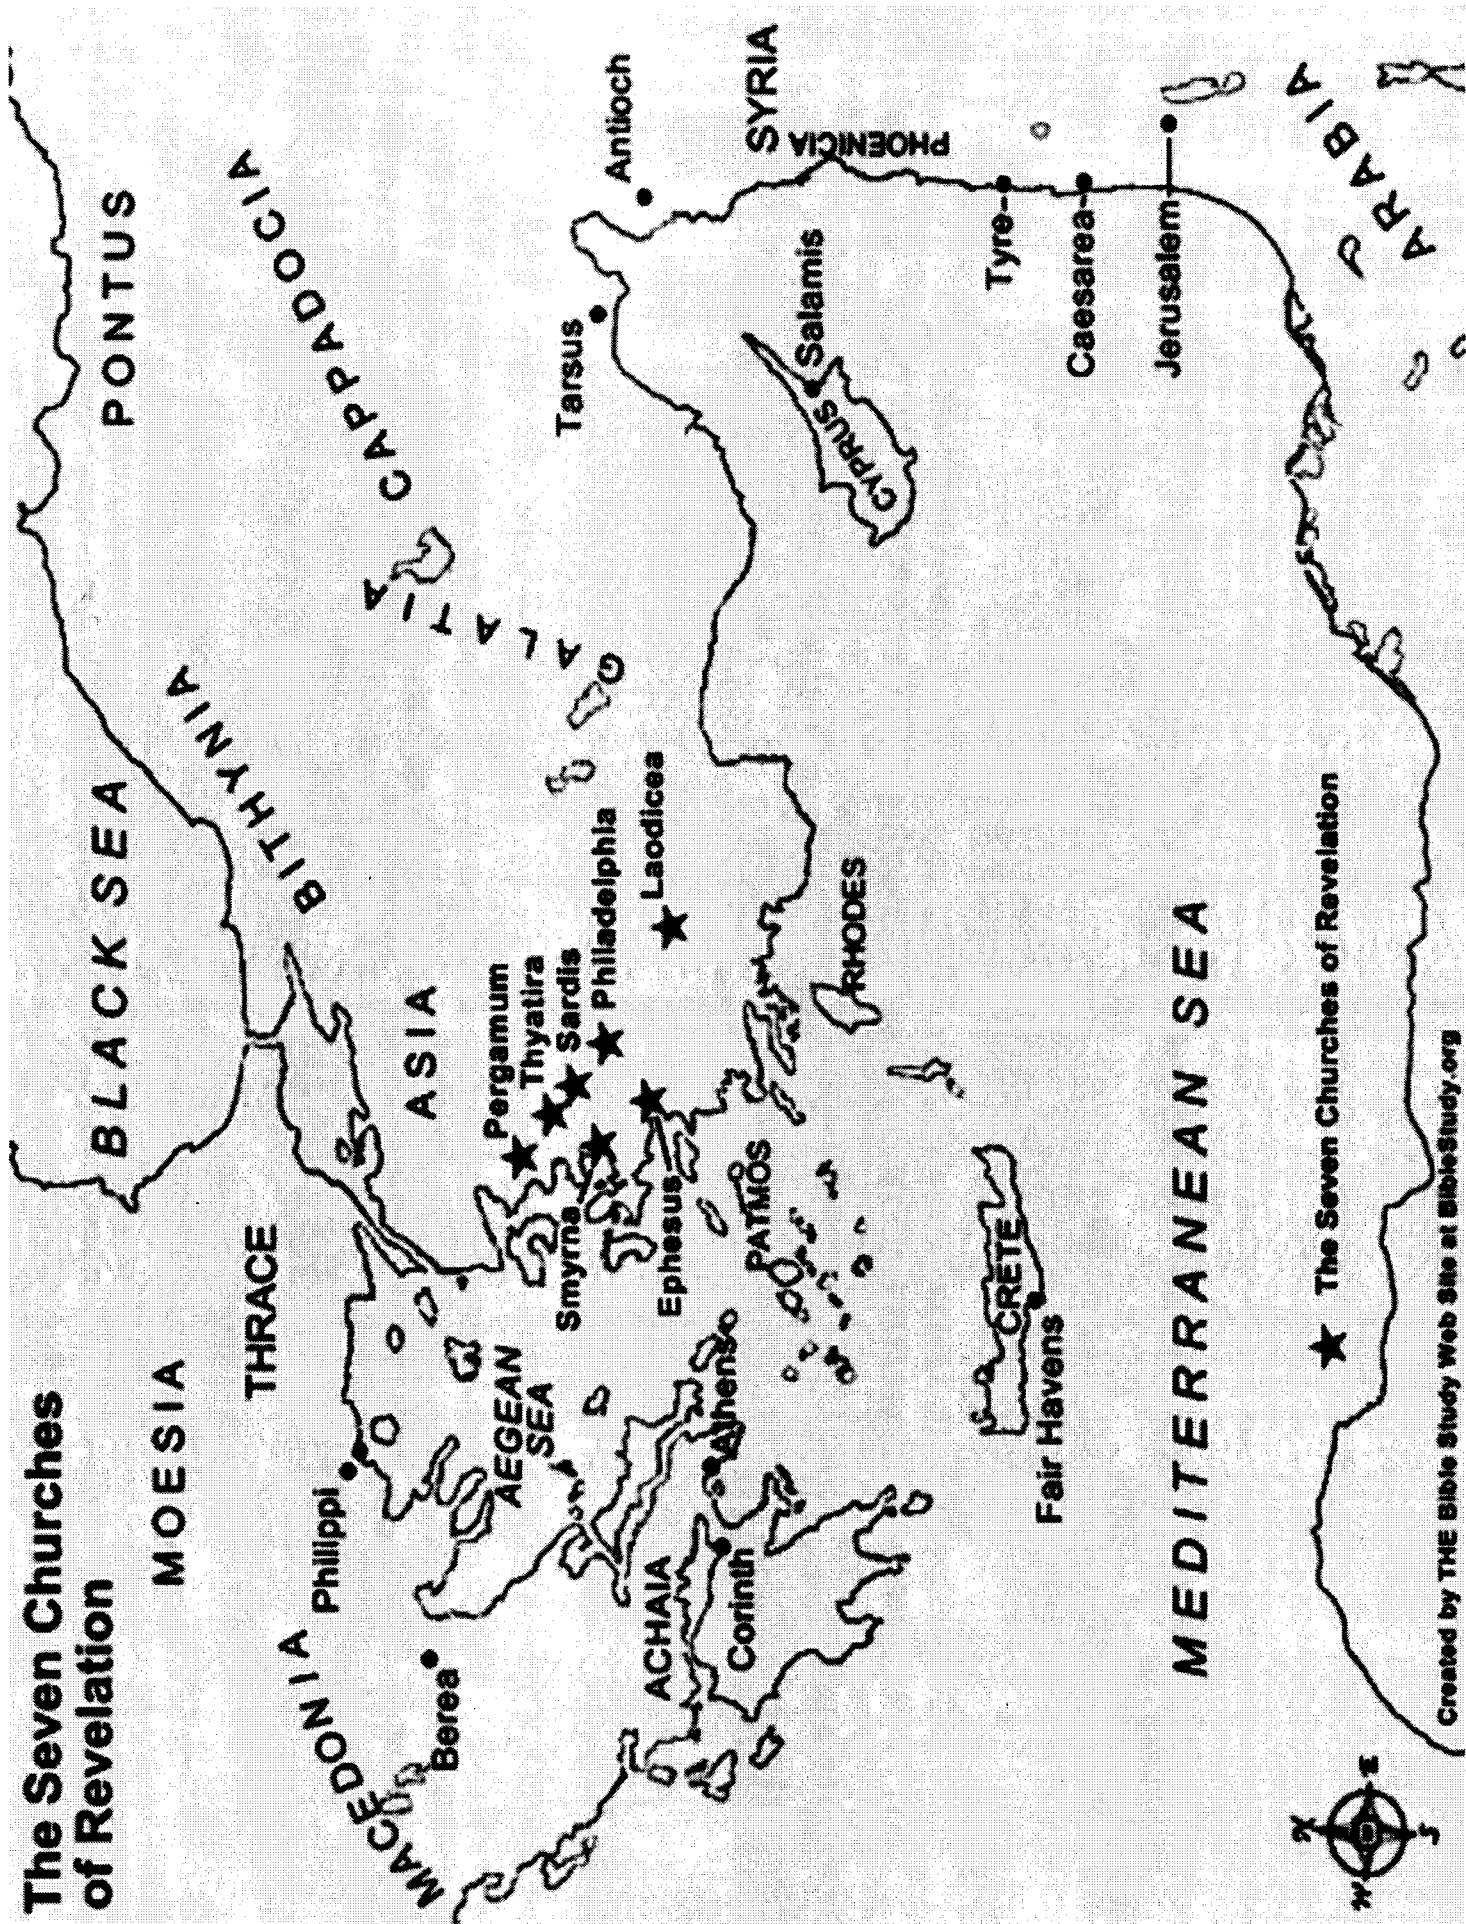 The Seven Churches
of Revelation
BLACK SEA
PONTUS
MOESIA
THRACE
BITHYNIA
CAPPADOCIA
MACEDONIA
Philippi
GALATIA
ASIA
Berea
AEGEAN
SEA
Pergamum
Thyatira
Sardis
Philadelphia
Laodicea
Smyrna
Ephesus
Tarsus
Antioch
SYRIA
PHOENICIA
ACHAIA
Athens
Corinth
PATMOS
RHODES
CYPRUS
Salamis
CRETE
Fair Havens
Tyre
Caesarea
Jerusalem
MEDITERRANEAN SEA
ARABIA
The Seven Churches of Revelation
N
W
E
S
Created by THE Bible Study Web Site at BibleStudy.org